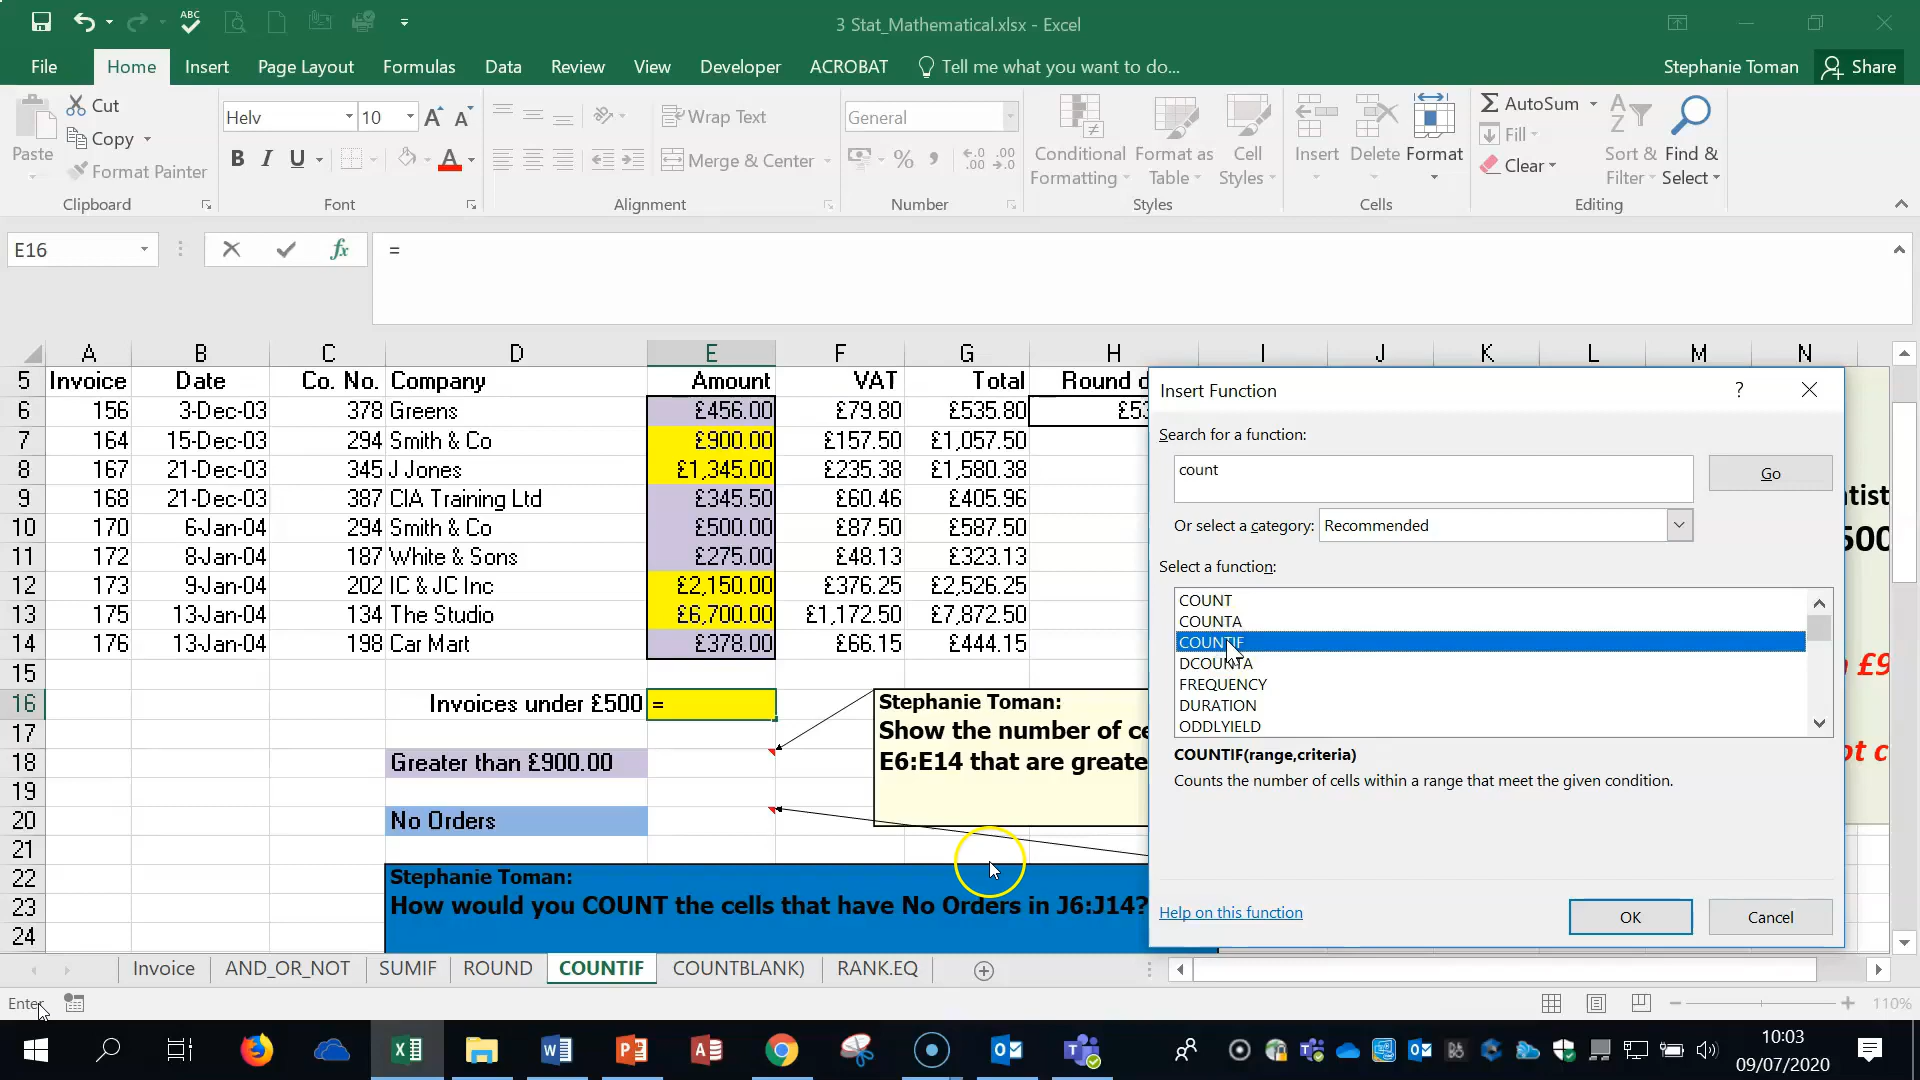 ABC
3 Stat_Mathematical.xlsx - Excel
File Home Insert Page Layout Formulas Data Review View Developer ACROBAT Tell me what you want to do... Stephanie Toman Share
Paste
Cut
Copy
Format Painter
Clipboard
Helv 10
B I U
Font
Wrap Text
Merge & Center
Alignment
General
Number
Conditional Formatting
Format as Table
Cell Styles
Styles
Insert Delete Format
Cells
AutoSum
Fill
Clear
Sort & Filter
Find & Select
Editing
E16 fx =
A B C D E F G H I J K L M N
5 Invoice Date Co. No. Company Amount VAT Total Round d
6 156 3-Dec-03 378 Greens £456.00 £79.80 £535.80 £53
7 164 15-Dec-03 294 Smith & Co £900.00 £157.50 £1,057.50
8 167 21-Dec-03 345 J Jones £1,345.00 £235.38 £1,580.38
9 168 21-Dec-03 387 CIA Training Ltd £345.50 £60.46 £405.96
10 170 6-Jan-04 294 Smith & Co £500.00 £87.50 £587.50
11 172 8-Jan-04 187 White & Sons £275.00 £48.13 £323.13
12 173 9-Jan-04 202 IC & JC Inc £2,150.00 £376.25 £2,526.25
13 175 13-Jan-04 134 The Studio £6,700.00 £1,172.50 £7,872.50
14 176 13-Jan-04 198 Car Mart £378.00 £66.15 £444.15
15
16 Invoices under £500 =
17
18 Greater than £900.00
19
20 No Orders
21
22
23
24
Stephanie Toman:
Show the number of ce
E6:E14 that are greate
Stephanie Toman:
How would you COUNT the cells that have No Orders in J6:J14?
Insert Function ?
Search for a function:
count
Go
Or select a category: Recommended
Select a function:
COUNT
COUNTA
COUNTIF
DCOUNTA
FREQUENCY
DURATION
ODDLYIELD
COUNTIF(range,criteria)
Counts the number of cells within a range that meet the given condition.
Help on this function
OK Cancel
tist
500
£9
ot c
Invoice AND_OR_NOT SUMIF ROUND COUNTIF COUNTBLANK) RANK.EQ
Enter
110%
10:03
09/07/2020